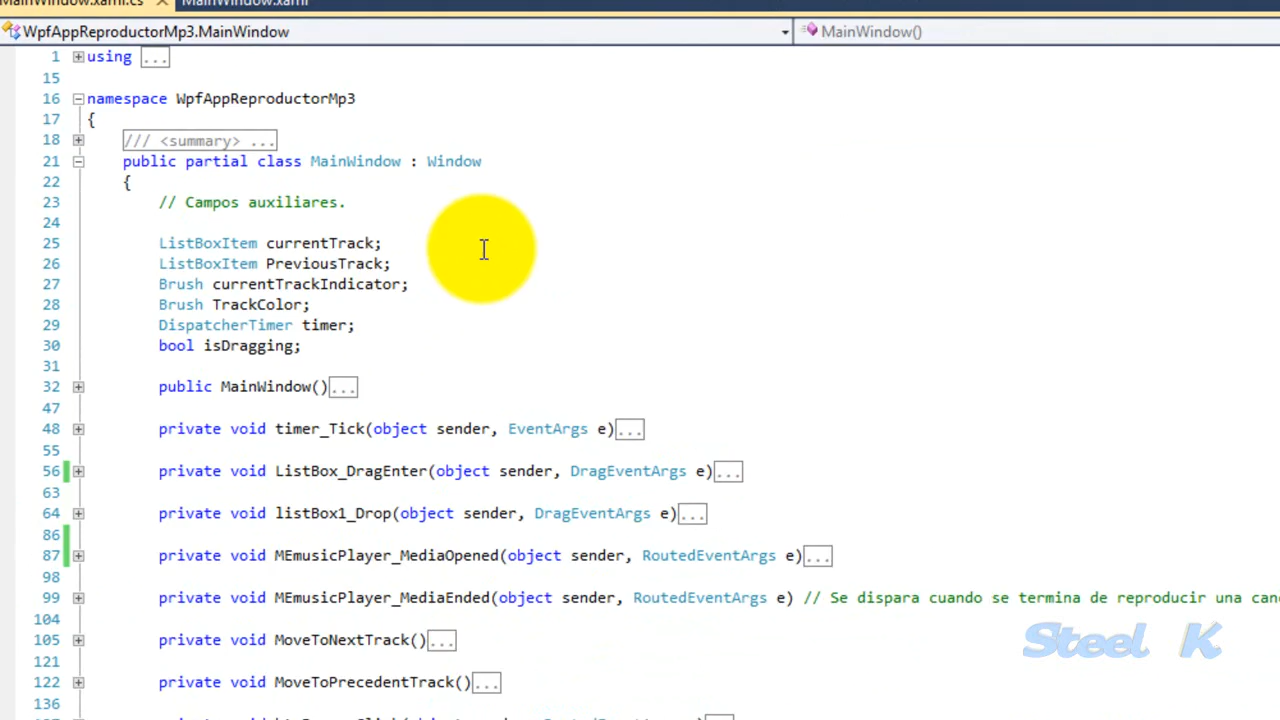 MainWindow.xaml.cs MainWindow.xaml
WpfAppReproductorMp3.MainWindow MainWindow()
1 using ...
15
16 namespace WpfAppReproductorMp3
17 {
18 /// <summary> ...
21 public partial class MainWindow : Window
22 {
23 // Campos auxiliares.
24
25 ListBoxItem currentTrack;
26 ListBoxItem PreviousTrack;
27 Brush currentTrackIndicator;
28 Brush TrackColor;
29 DispatcherTimer timer;
30 bool isDragging;
31
32 public MainWindow()...
47
48 private void timer_Tick(object sender, EventArgs e)...
55
56 private void ListBox_DragEnter(object sender, DragEventArgs e)...
63
64 private void listBox1_Drop(object sender, DragEventArgs e)...
86
87 private void MEmusicPlayer_MediaOpened(object sender, RoutedEventArgs e)...
98
99 private void MEmusicPlayer_MediaEnded(object sender, RoutedEventArgs e) // Se dispara cuando se termina de reproducir una can
104
105 private void MoveToNextTrack()...
121
122 private void MoveToPrecedentTrack()...
136
Steel K